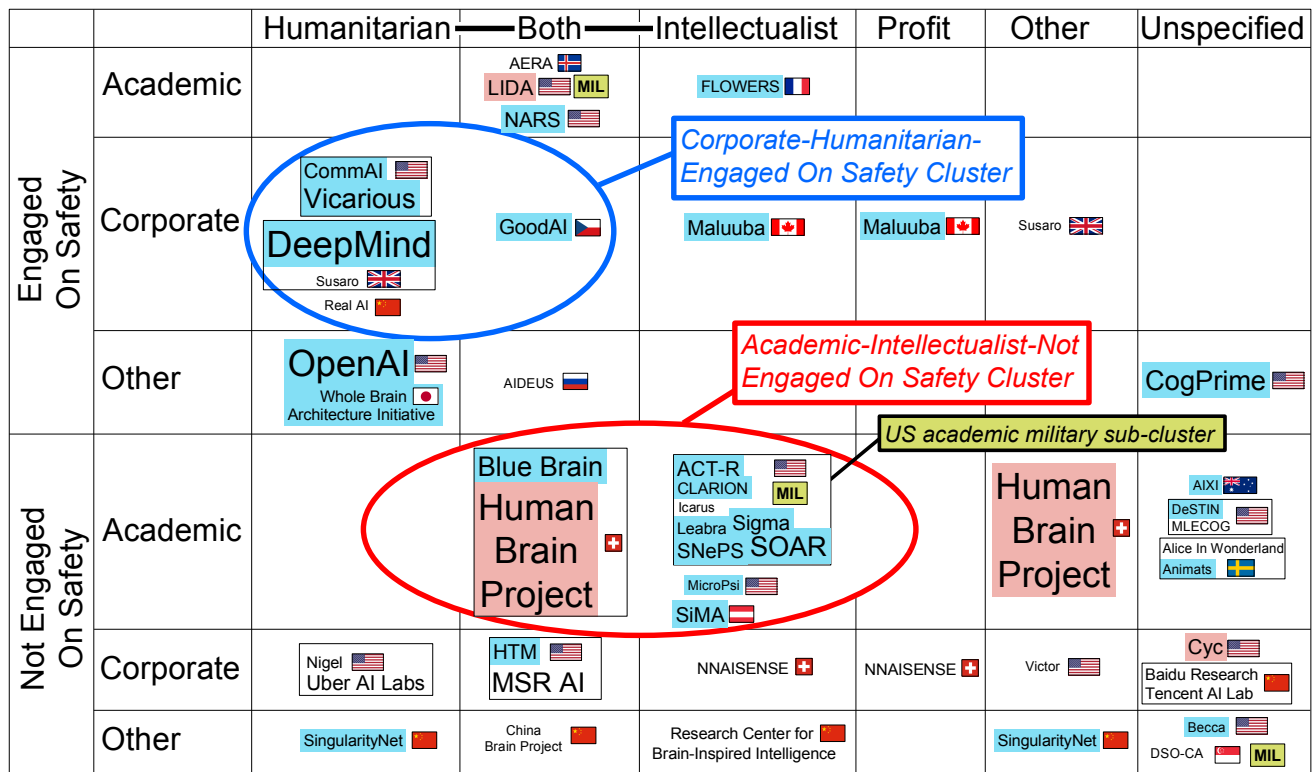 Humanitarian Both Intellectualist Profit Other Unspecified
Engaged
On Safety
Academic
AERA
LIDA MIL
NARS
FLOWERS
Corporate-Humanitarian-
Engaged On Safety Cluster
Corporate
CommAI
Vicarious
DeepMind
Susaro
Real AI
GoodAI
Maluuba
Maluuba
Susaro
Academic-Intellectualist-Not
Engaged On Safety Cluster
Other
OpenAI
Whole Brain
Architecture Initiative
AIDEUS
CogPrime
US academic military sub-cluster
Not Engaged
On Safety
Academic
Blue Brain
Human
Brain
Project
ACT-R
CLARION MIL
Icarus
Leabra Sigma
SNePS SOAR
MicroPsi
SiMA
Human
Brain
Project
AIXI
DeSTIN
MLECOG
Alice In Wonderland
Animats
Corporate
Nigel
Uber AI Labs
HTM
MSR AI
NNAISENSE
NNAISENSE
Victor
Cyc
Baidu Research
Tencent AI Lab
Other
SingularityNet
China
Brain Project
Research Center for
Brain-Inspired Intelligence
SingularityNet
Becca
DSO-CA MIL